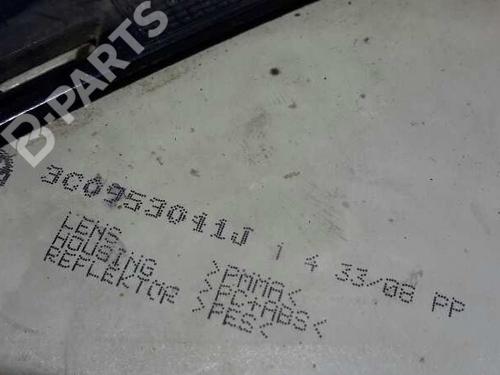 B-PARTS
3C0953041J 1 4 33/08 PP
LENS >PMMA<
HOUSING >PC+ABS<
REFLEKTOR >PES<